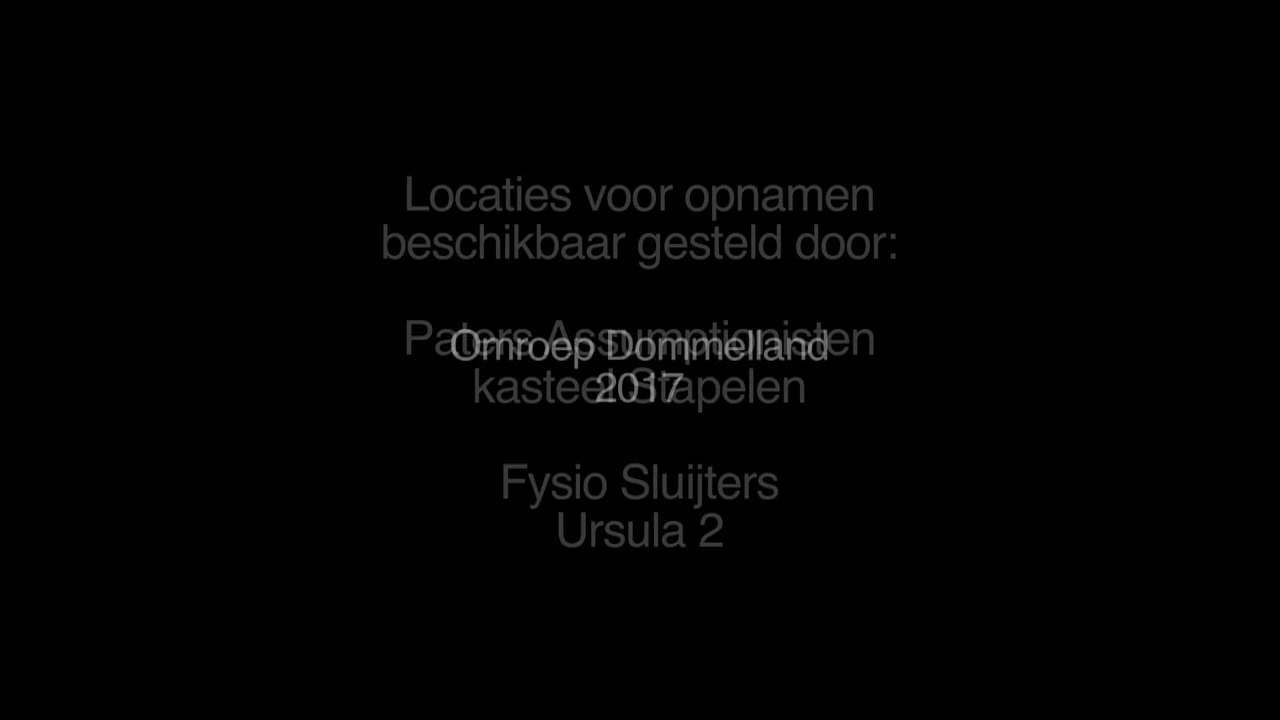 Locaties voor opnamen
beschikbaar gesteld door:
Paters Assumptionisten
Omroep Dommelland
kasteel Stapelen
2017
Fysio Sluijters
Ursula 2